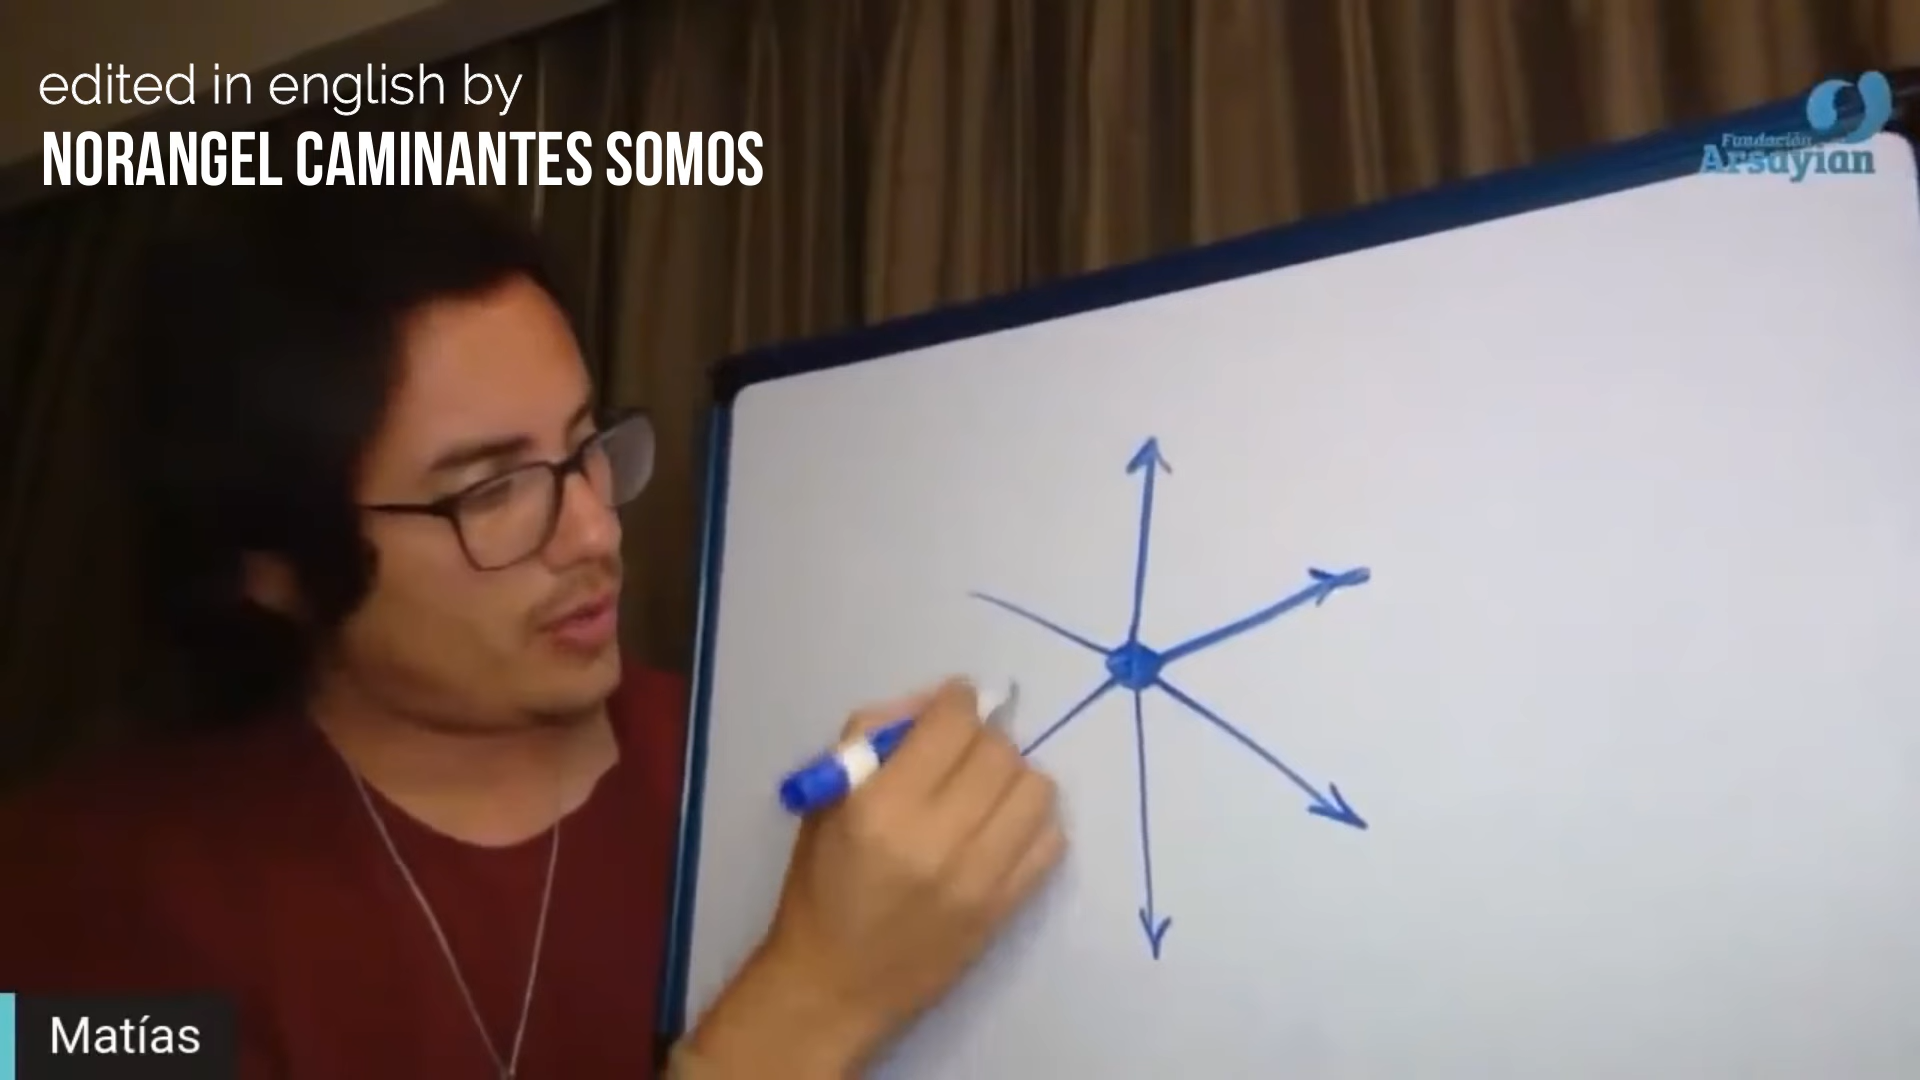 edited in english by
NORANGEL CAMINANTES SOMOS
Fundación
Arsayian
Matías